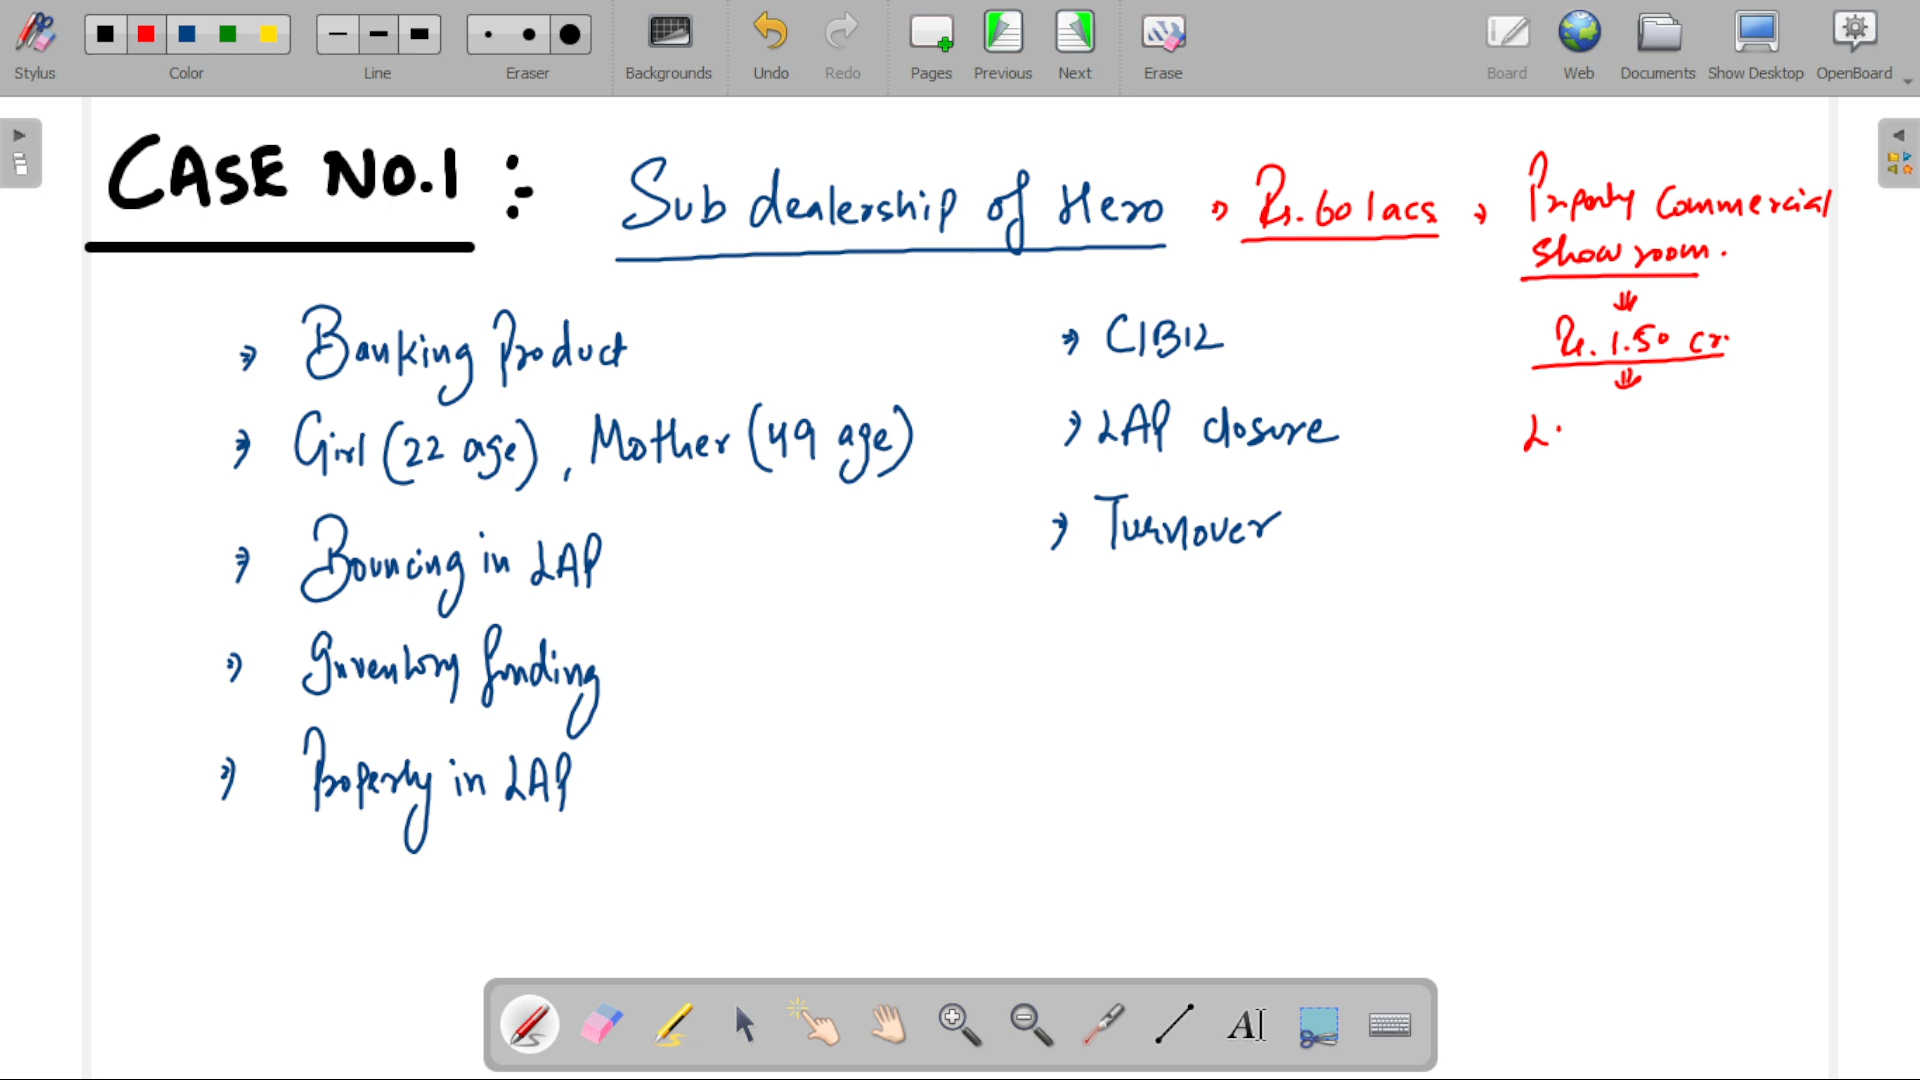 Stylus
Color
Line
Eraser
Backgrounds
Undo
Redo
Pages
Previous
Next
Erase
Board
Web
Documents
Show Desktop
OpenBoard
CASE NO.1 :-
Sub dealership of Hero
Rs. 60 lacs
Property Commercial
Showroom.
Rs. 1.50 cr.
L.
Banking Product
Girl (22 age), Mother (49 age)
Bouncing in LAP
Inventory funding
Property in LAP
CIBIL
LAP closure
Turnover